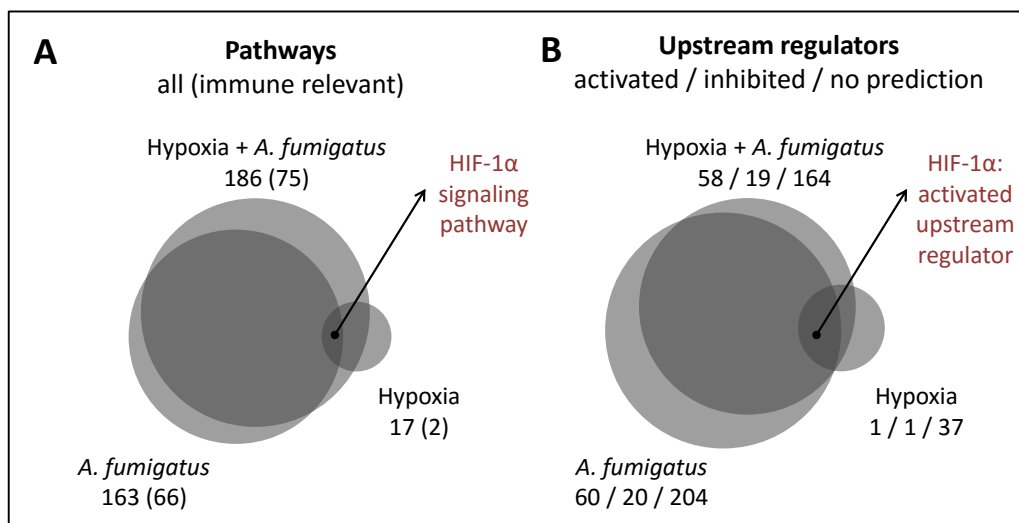 A
Pathways
all (immune relevant)
Hypoxia + A. fumigatus
186 (75)
HIF-1α
signaling
pathway
Hypoxia
17 (2)
A. fumigatus
163 (66)
B
Upstream regulators
activated / inhibited / no prediction
Hypoxia + A. fumigatus
58 / 19 / 164
HIF-1α:
activated
upstream
regulator
Hypoxia
1 / 1 / 37
A. fumigatus
60 / 20 / 204